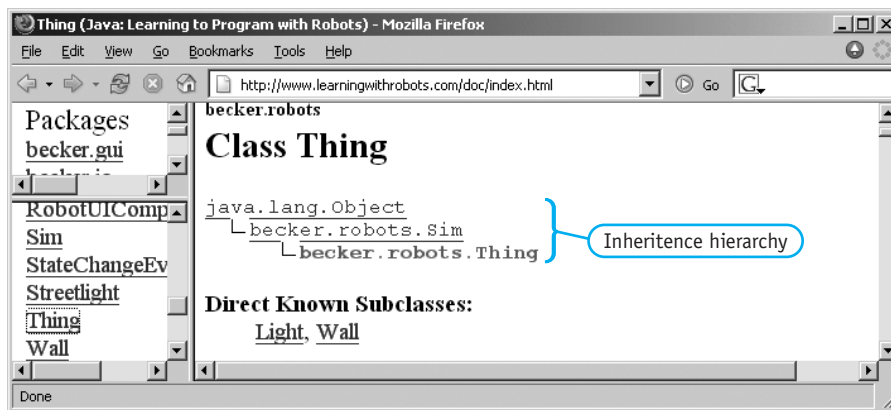 Thing (Java: Learning to Program with Robots) - Mozilla Firefox
File Edit View Go Bookmarks Tools Help
http://www.learningwithrobots.com/doc/index.html
Go
G
Packages
becker.gui
RobotUIComp
Sim
StateChangeEv
Streetlight
Thing
Wall
becker.robots
Class Thing
java.lang.Object
becker.robots.Sim
becker.robots.Thing
Inheritence hierarchy
Direct Known Subclasses:
Light, Wall
Done